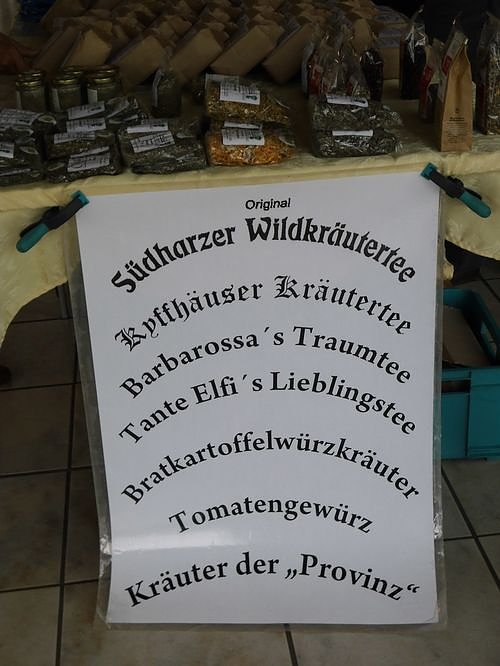 Original
Südharzer Wildkräutertee
Kyffhäuser Kräutertee
Barbarossa´s Traumtee
Tante Elfi´s Lieblingstee
Bratkartoffelwürzkräuter
Tomatengewürz
Kräuter der „Provinz“